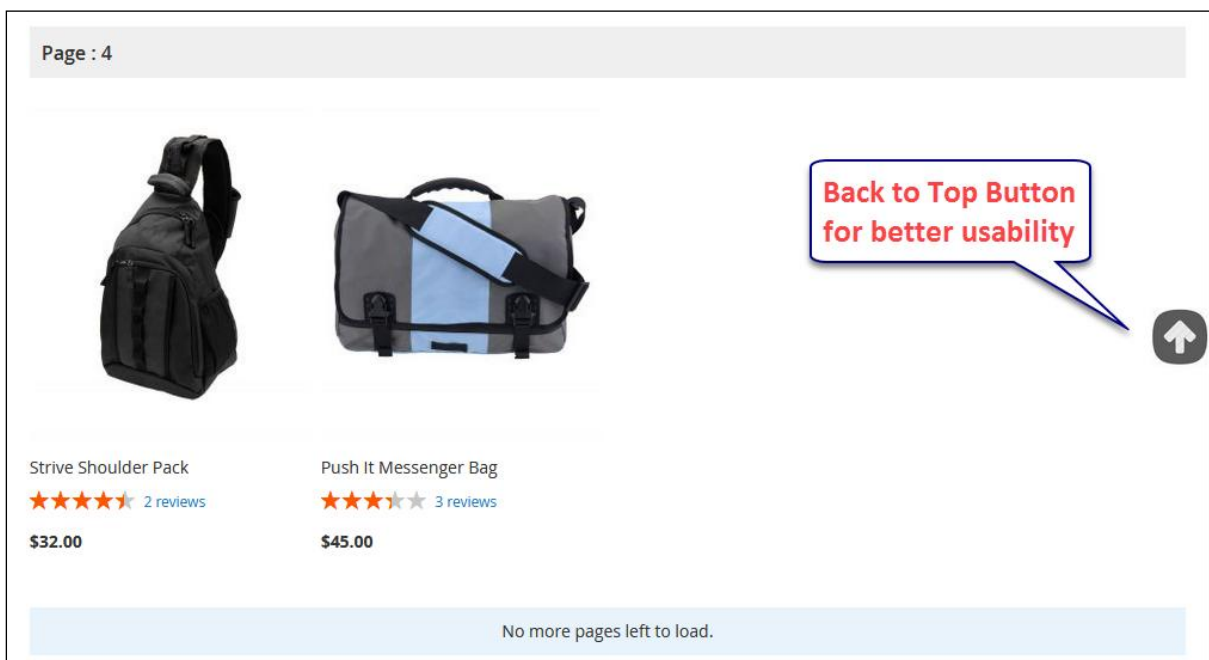 Page : 4
Back to Top Button
for better usability
Strive Shoulder Pack
Push It Messenger Bag
2 reviews
3 reviews
$32.00
$45.00
No more pages left to load.